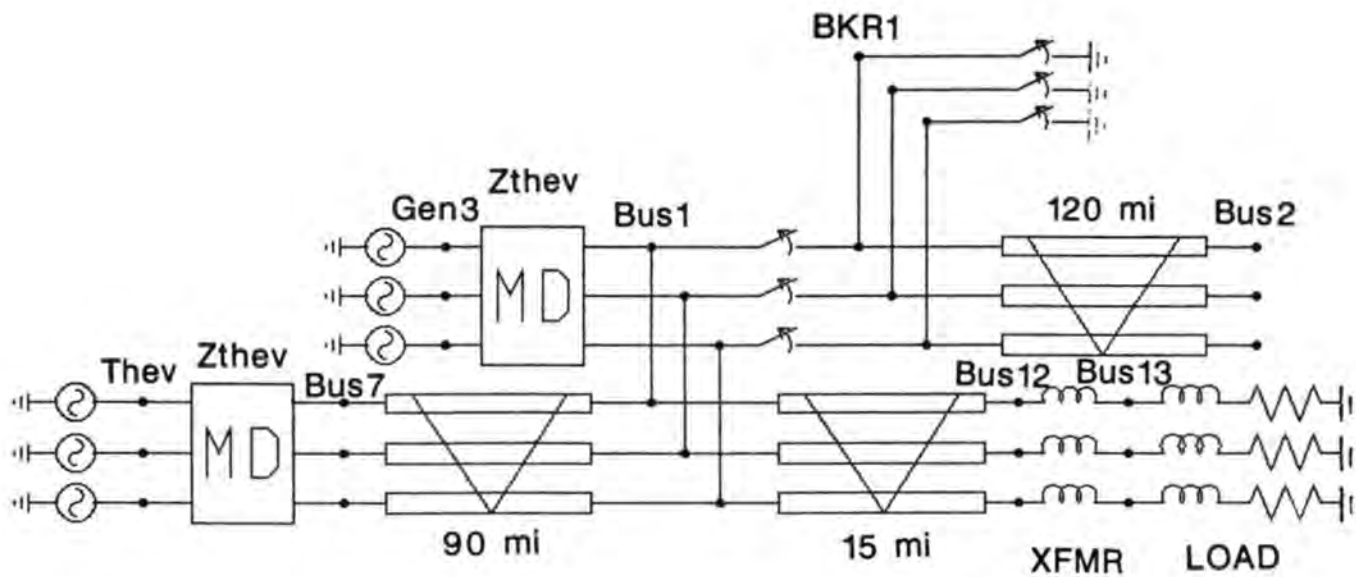 BKR1
Zthev
Gen3
Bus1
120 mi
Bus2
MD
Zthev
Thev
Bus7
Bus12
Bus13
MD
90 mi
15 mi
XFMR
LOAD